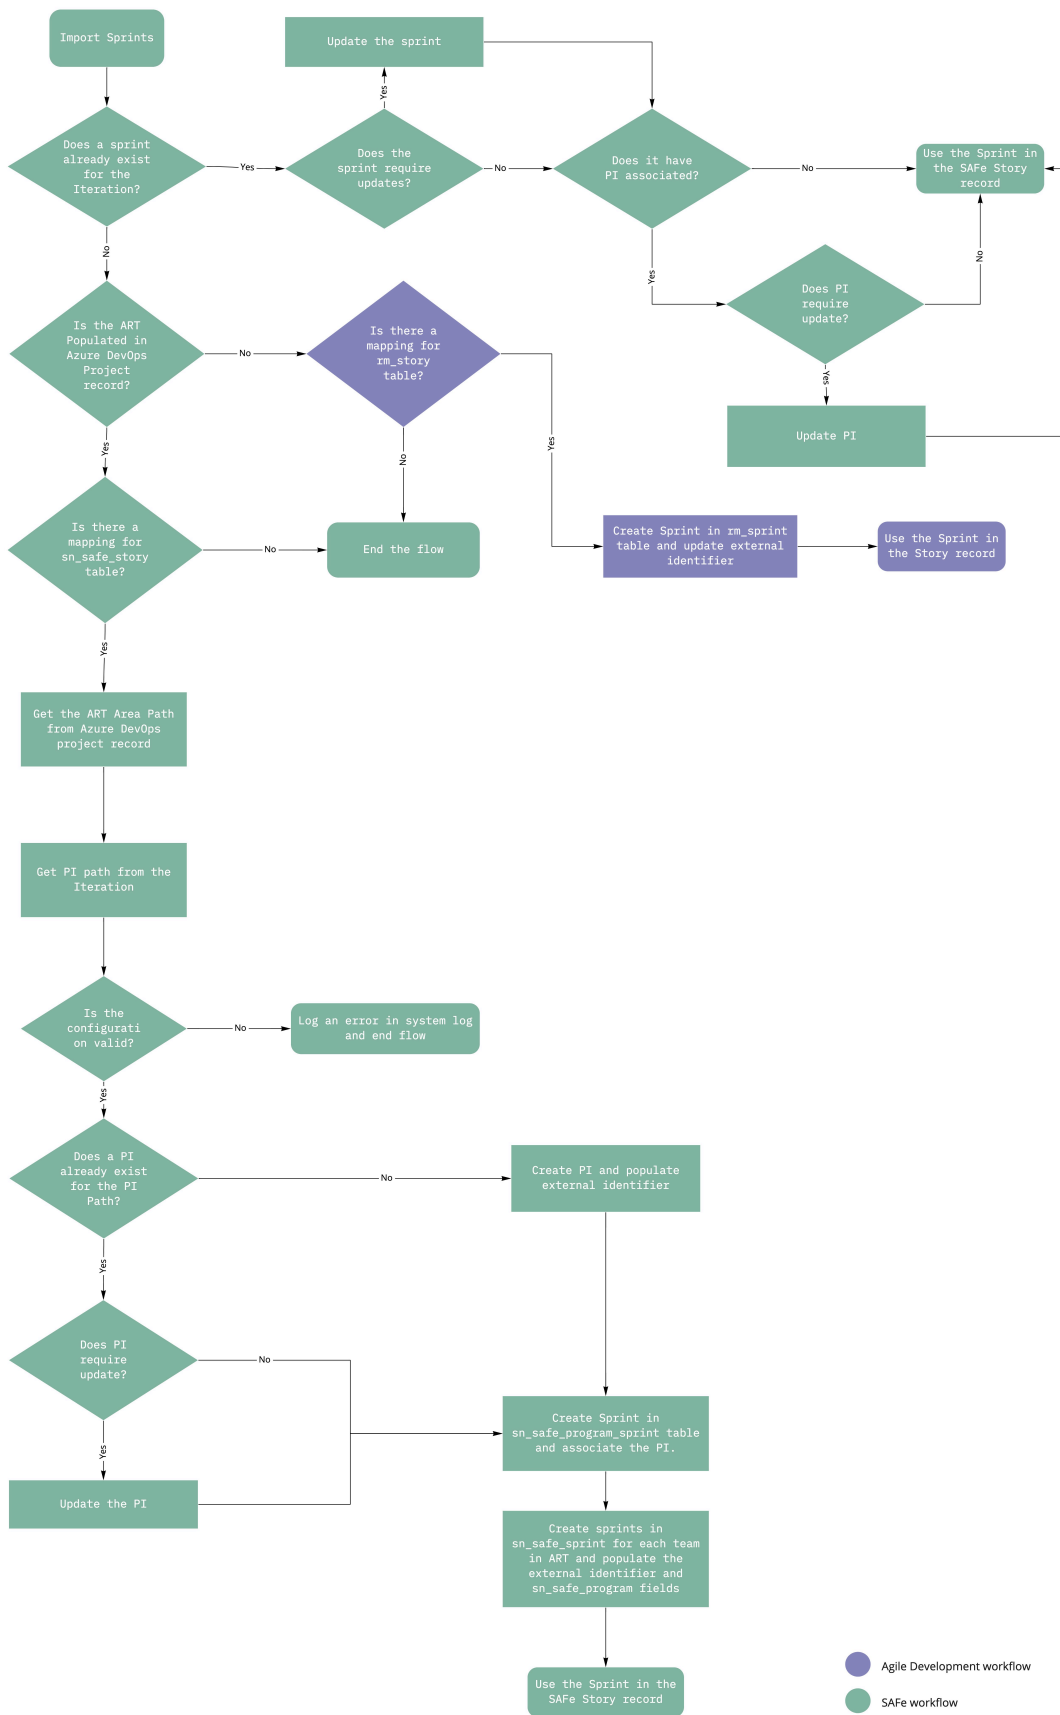 Import Sprints
Update the sprint
Yes
Does a sprint
already exist
for the
Iteration?
Yes
Does the
sprint require
updates?
No
Does it have
PI associated?
No
Use the Sprint in
the SAFe Story
record
No
Yes
No
Does PI
require
update?
Yes
Update PI
Is the ART
Populated in
Azure DevOps
Project
record?
No
Is there a
mapping for
rm_story
table?
Yes
Yes
No
Is there a
mapping for
sn_safe_story
table?
No
End the flow
Create Sprint in rm_sprint
table and update external
identifier
Use the Sprint in
the Story record
Yes
Get the ART Area Path
from Azure DevOps
project record
Get PI path from the
Iteration
Is the
configurati
on valid?
No
Log an error in system log
and end flow
Yes
Does a PI
already exist
for the PI
Path?
No
Create PI and populate
external identifier
Yes
Does PI
require
update?
No
Yes
Update the PI
Create Sprint in
sn_safe_program_sprint table
and associate the PI.
Create sprints in
sn_safe_sprint for each team
in ART and populate the
external identifier and
sn_safe_program fields
Use the Sprint in the
SAFe Story record
Agile Development workflow
SAFe workflow